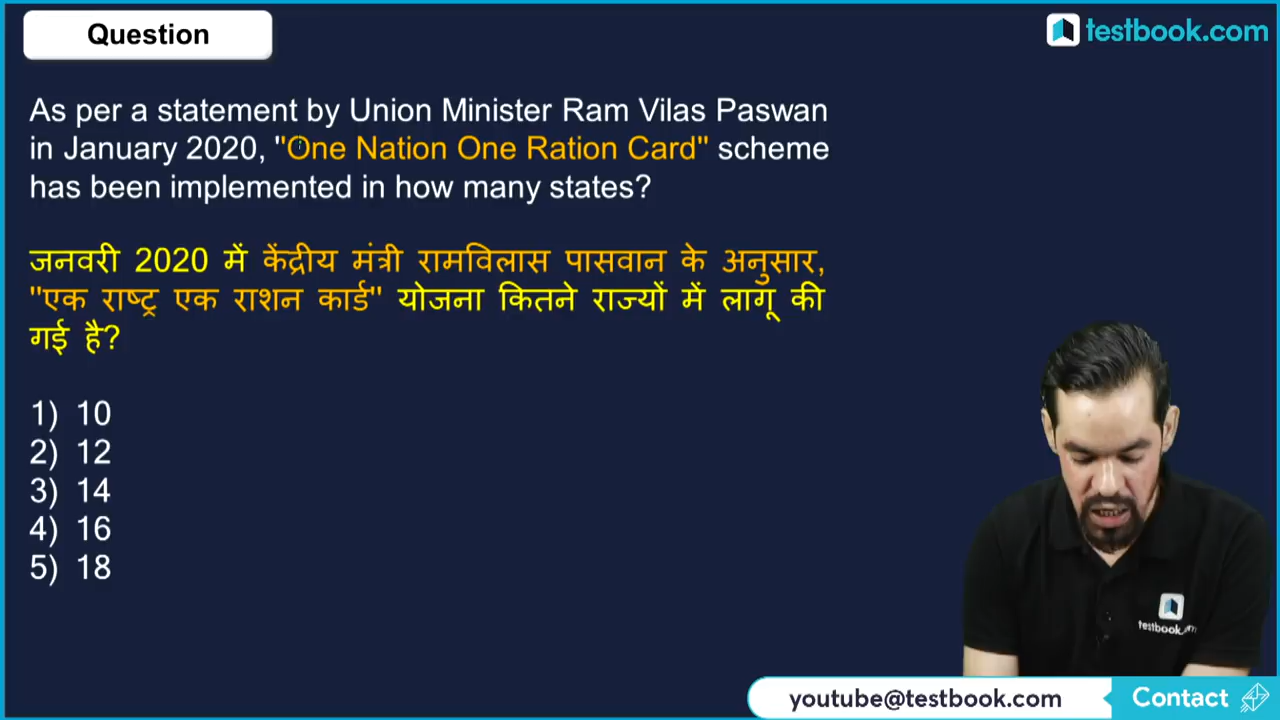 Question
testbook.com
As per a statement by Union Minister Ram Vilas Paswan
in January 2020, "One Nation One Ration Card" scheme
has been implemented in how many states?
जनवरी 2020 में केंद्रीय मंत्री रामविलास पासवान के अनुसार,
"एक राष्ट्र एक राशन कार्ड" योजना कितने राज्यों में लागू की
गई है?
1) 10
2) 12
3) 14
4) 16
5) 18
testbook.com
youtube@testbook.com
Contact